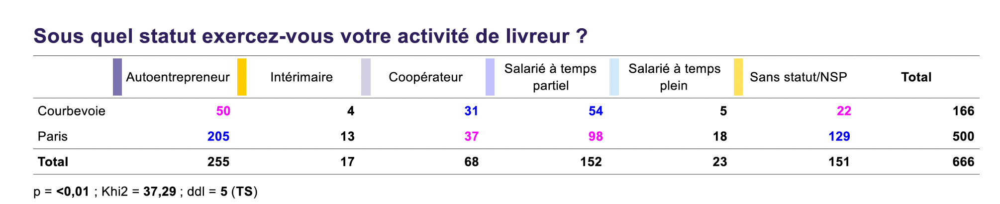 Sous quel statut exercez-vous votre activité de livreur ?
Autoentrepreneur Intérimaire Coopérateur Salarié à temps partiel Salarié à temps plein Sans statut/NSP Total
Courbevoie 50 4 31 54 5 22 166
Paris 205 13 37 98 18 129 500
Total 255 17 68 152 23 151 666
p = <0,01 ; Khi2 = 37,29 ; ddl = 5 (TS)